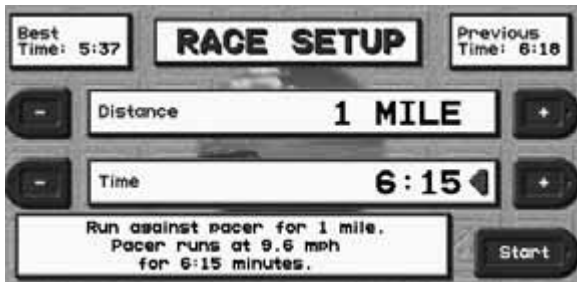 Best
Time: 5:37
RACE SETUP
Previous
Time: 6:18
-
Distance
1 MILE
+
-
Time
6:15
+
Run against pacer for 1 mile.
Pacer runs at 9.6 mph
for 6:15 minutes.
Start